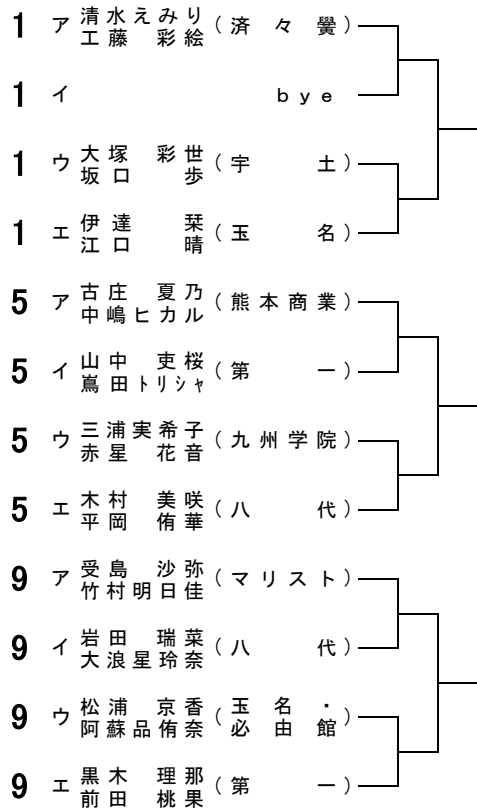 1 ア 清水えみり (済々黌)
工藤彩絵
1 イ bye
1 ウ 大塚彩世 (宇土)
坂口歩
1 エ 伊達栞 (玉名)
江口晴
5 ア 古庄夏乃 (熊本商業)
中嶋ヒカル
5 イ 山中吏桜 (第一)
嶌田トリシャ
5 ウ 三浦実希子 (九州学院)
赤星花音
5 エ 木村美咲 (八代)
平岡侑華
9 ア 受島沙弥 (マリスト)
竹村明日佳
9 イ 岩田瑞菜 (八代)
大浪星玲奈
9 ウ 松浦京香 (玉名・
阿蘇品侑奈 必由館)
9 エ 黒木理那 (第一)
前田桃果